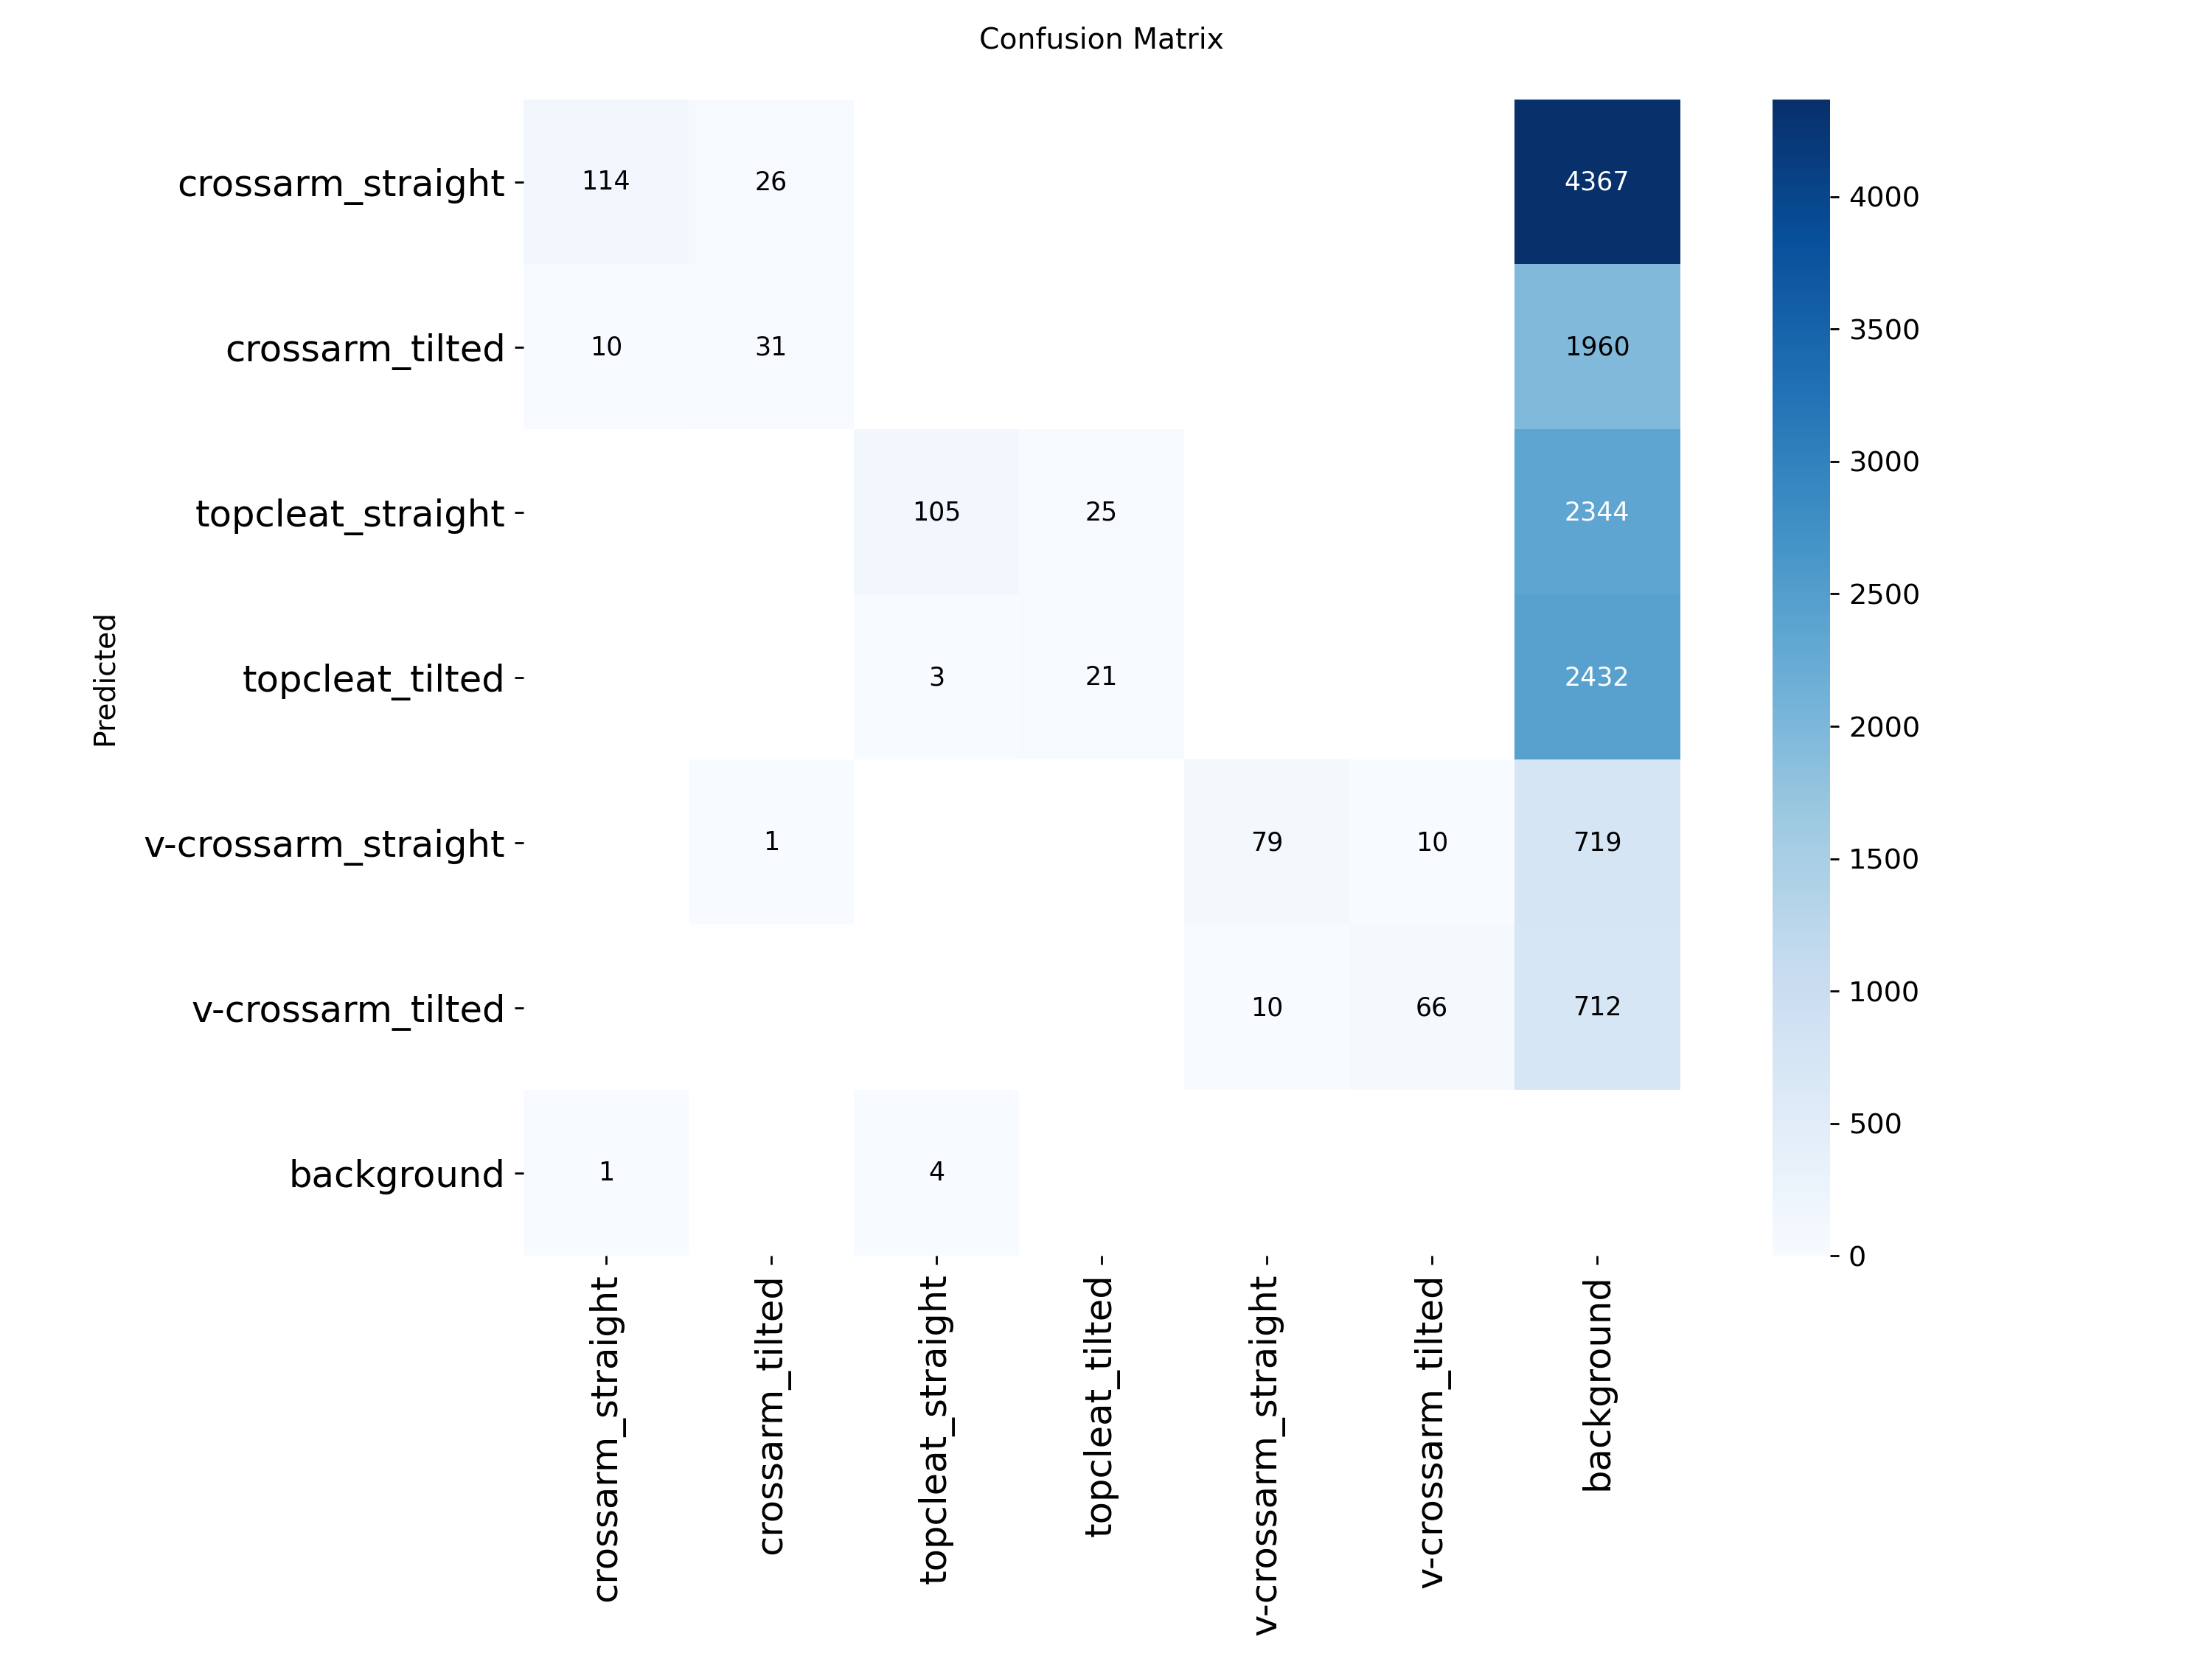 Confusion Matrix
Predicted
crossarm_straight
114 26 4367
crossarm_tilted
10 31 1960
topcleat_straight
105 25 2344
topcleat_tilted
3 21 2432
v-crossarm_straight
1 79 10 719
v-crossarm_tilted
10 66 712
background
1 4
crossarm_straight
crossarm_tilted
topcleat_straight
topcleat_tilted
v-crossarm_straight
v-crossarm_tilted
background
4000
3500
3000
2500
2000
1500
1000
500
0